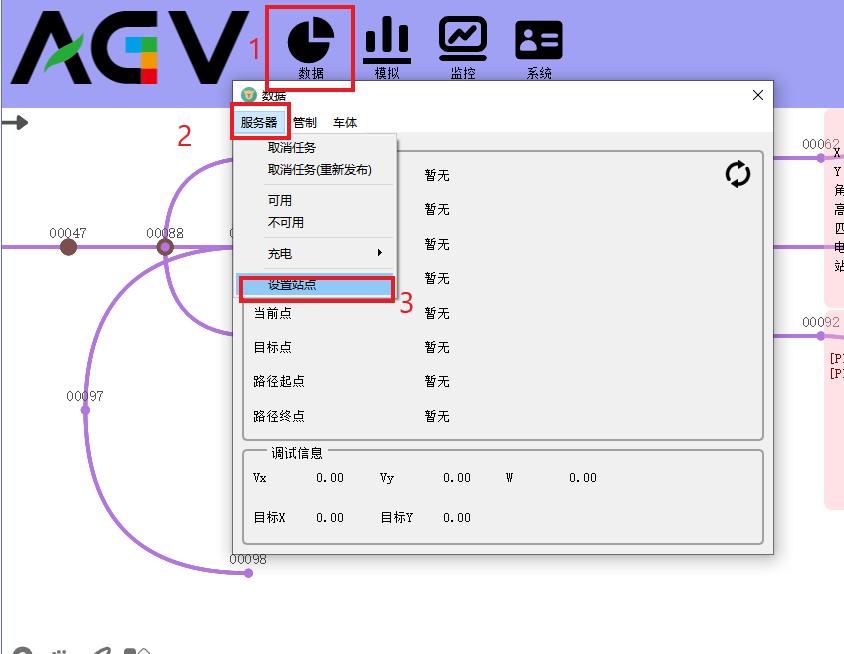 AGV
1
数据
模拟
监控
系统
数据
2
服务器
管制
车体
取消任务
取消任务(重新发布)
可用
不可用
充电
设置站点
3
暂无
暂无
暂无
暂无
当前点 暂无
目标点 暂无
路径起点 暂无
路径终点 暂无
调试信息
Vx 0.00 Vy 0.00 W 0.00
目标X 0.00 目标Y 0.00
00047
00097
00098
00062
X
Y
角
高
四
电
站
00092
[P
[P